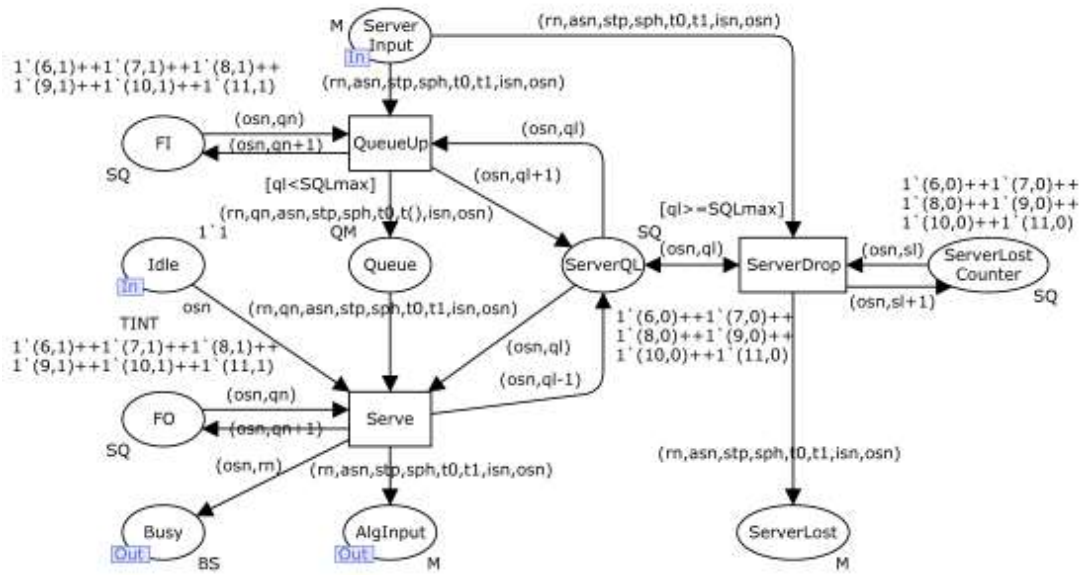 M
Server
Input
In
(rn,asn,stp,sph,t0,t1,isn,osn)
1`(6,1)++1`(7,1)++1`(8,1)++
1`(9,1)++1`(10,1)++1`(11,1)
(rn,asn,stp,sph,t0,t1,isn,osn)
(osn,qn)
FI
(osn,qn+1)
SQ
QueueUp
(osn,ql)
[ql<SQLmax]
(osn,ql+1)
(rn,qn,asn,stp,sph,t0,t(),isn,osn)
[ql>=SQLmax]
1`(6,0)++1`(7,0)++
1`(8,0)++1`(9,0)++
1`(10,0)++1`(11,0)
1`1
QM
SQ
Idle
In
Queue
ServerQL
(osn,ql)
ServerDrop
(osn,sl)
ServerLost
Counter
(osn,sl+1)
SQ
osn
(rn,qn,asn,stp,sph,t0,t1,isn,osn)
TINT
1`(6,1)++1`(7,1)++1`(8,1)++
1`(9,1)++1`(10,1)++1`(11,1)
1`(6,0)++1`(7,0)++
1`(8,0)++1`(9,0)++
1`(10,0)++1`(11,0)
(osn,ql)
(osn,ql-1)
(osn,qn)
FO
(osn,qn+1)
SQ
Serve
(osn,rn)
(rn,asn,stp,sph,t0,t1,isn,osn)
(rn,asn,stp,sph,t0,t1,isn,osn)
Busy
Out
BS
AlgInput
Out
M
ServerLost
M